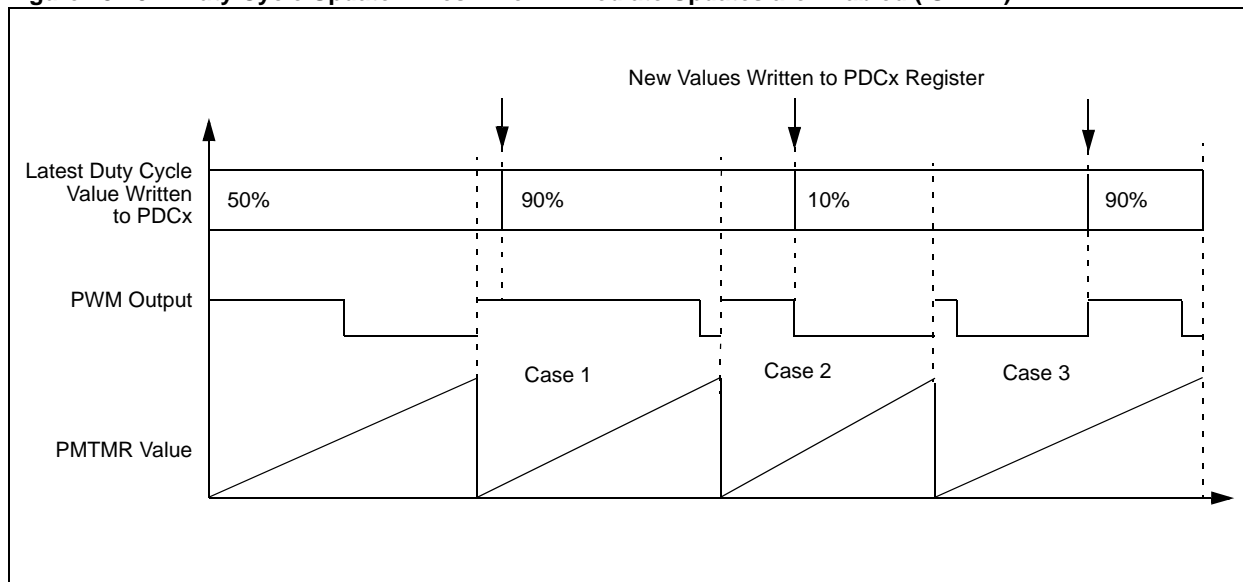 New Values Written to PDCx Register
Latest Duty Cycle
Value Written
to PDCx
50%
90%
10%
90%
PWM Output
Case 1
Case 2
Case 3
PMTMR Value